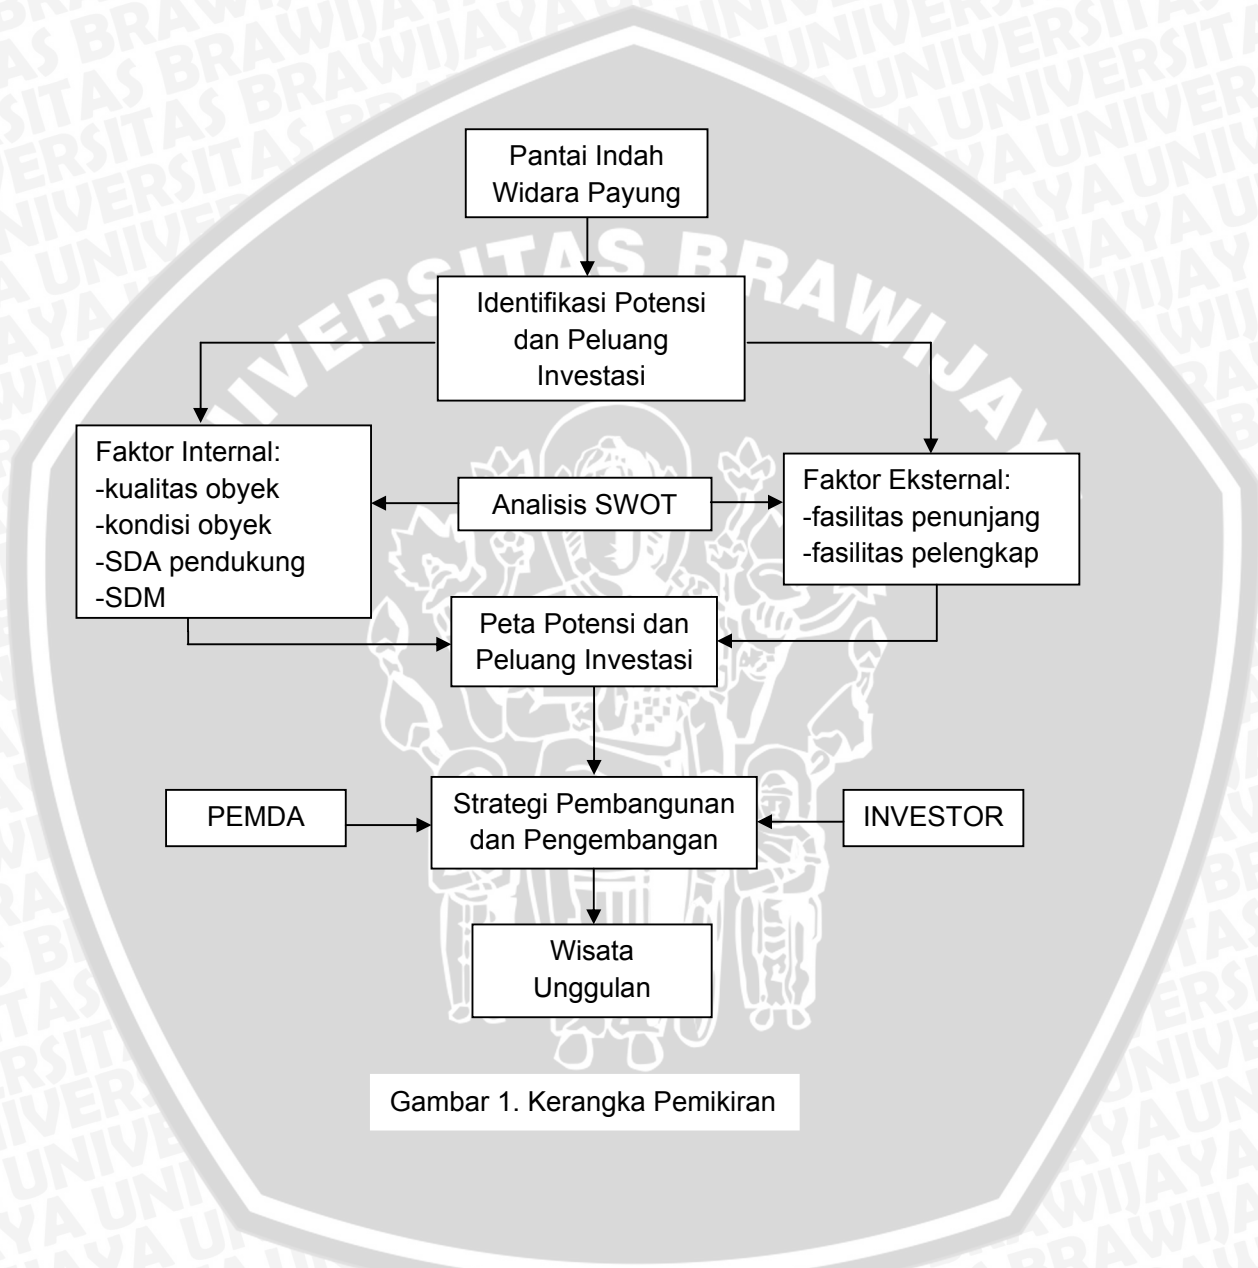 Pantai Indah
Widara Payung
UNIVERSITAS BRAWIJAYA
Identifikasi Potensi
dan Peluang
Investasi
Faktor Internal:
-kualitas obyek
-kondisi obyek
-SDA pendukung
-SDM
Analisis SWOT
Faktor Eksternal:
-fasilitas penunjang
-fasilitas pelengkap
Peta Potensi dan
Peluang Investasi
PEMDA
Strategi Pembangunan
dan Pengembangan
INVESTOR
Wisata
Unggulan
Gambar 1. Kerangka Pemikiran